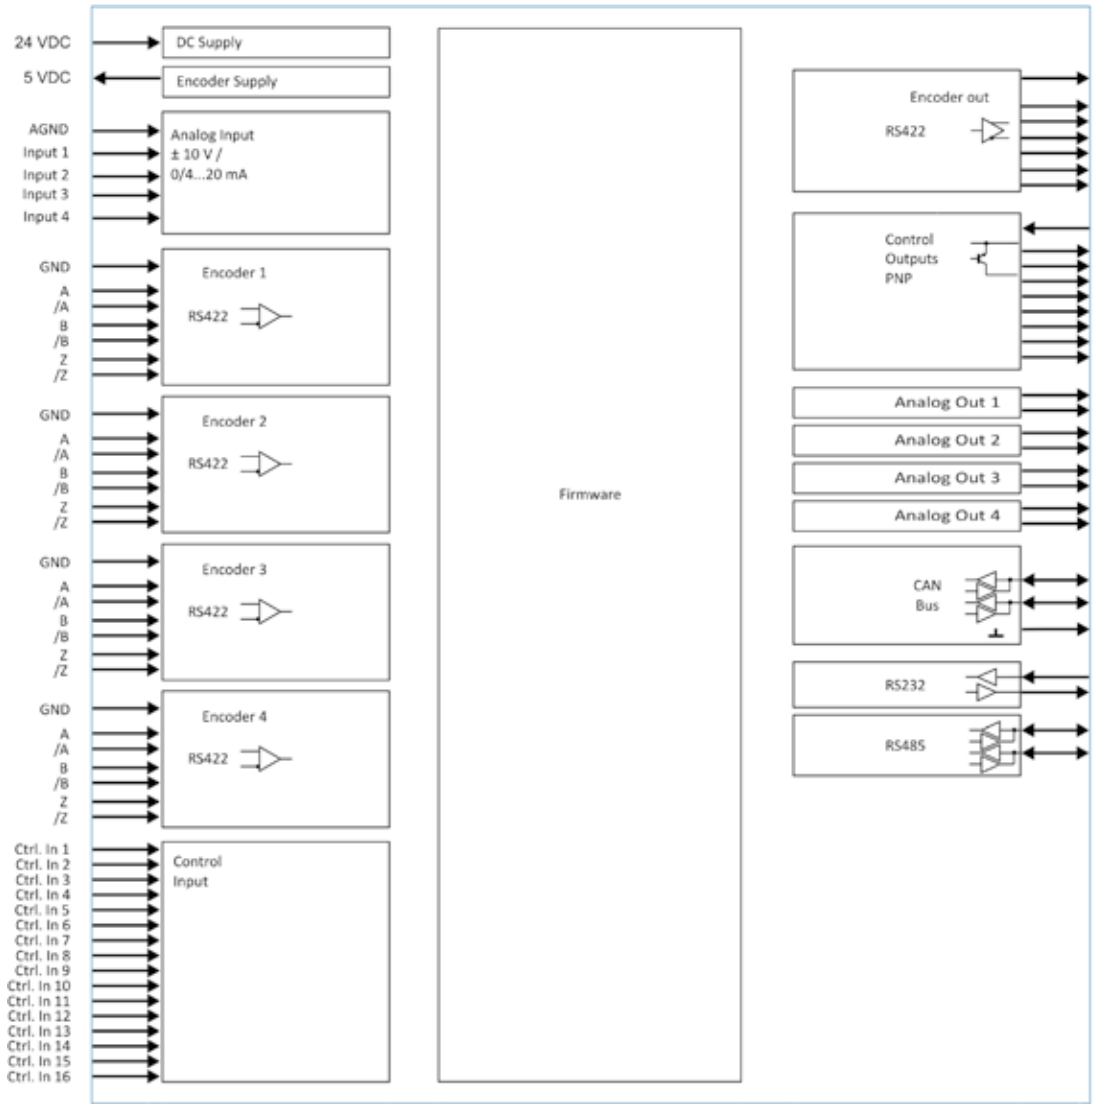 24 VDC
DC Supply
5 VDC
Encoder Supply
AGND
Input 1
Input 2
Input 3
Input 4
Analog Input
± 10 V /
0/4...20 mA
GND
A
/A
B
/B
Z
/Z
Encoder 1
RS422
GND
A
/A
B
/B
Z
/Z
Encoder 2
RS422
GND
A
/A
B
/B
Z
/Z
Encoder 3
RS422
GND
A
/A
B
/B
Z
/Z
Encoder 4
RS422
Ctrl. In 1
Ctrl. In 2
Ctrl. In 3
Ctrl. In 4
Ctrl. In 5
Ctrl. In 6
Ctrl. In 7
Ctrl. In 8
Ctrl. In 9
Ctrl. In 10
Ctrl. In 11
Ctrl. In 12
Ctrl. In 13
Ctrl. In 14
Ctrl. In 15
Ctrl. In 16
Control
Input
Firmware
Encoder out
RS422
Control
Outputs
PNP
Analog Out 1
Analog Out 2
Analog Out 3
Analog Out 4
CAN
Bus
RS232
RS485